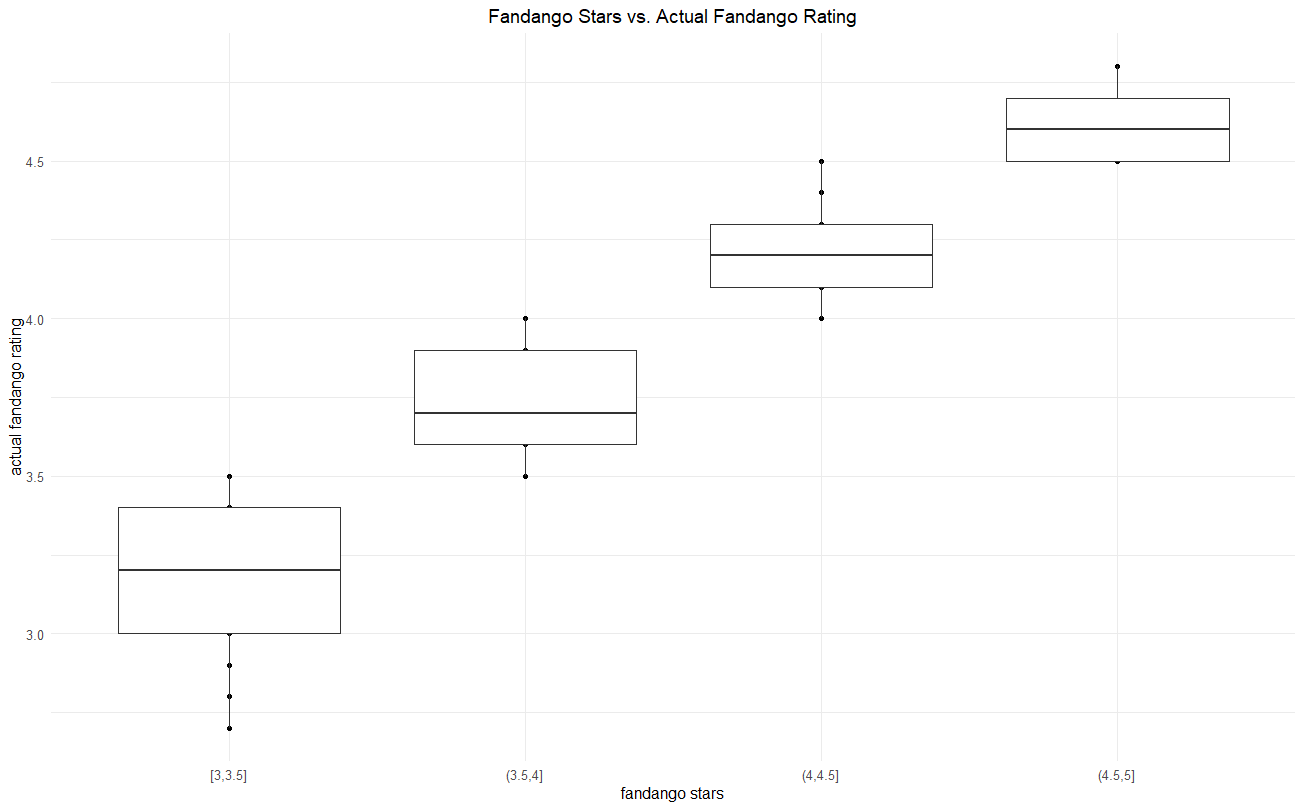 Fandango Stars vs. Actual Fandango Rating
actual fandango rating
4.5
4.0
3.5
3.0
[3,3.5]
(3.5,4]
(4,4.5]
(4.5,5]
fandango stars